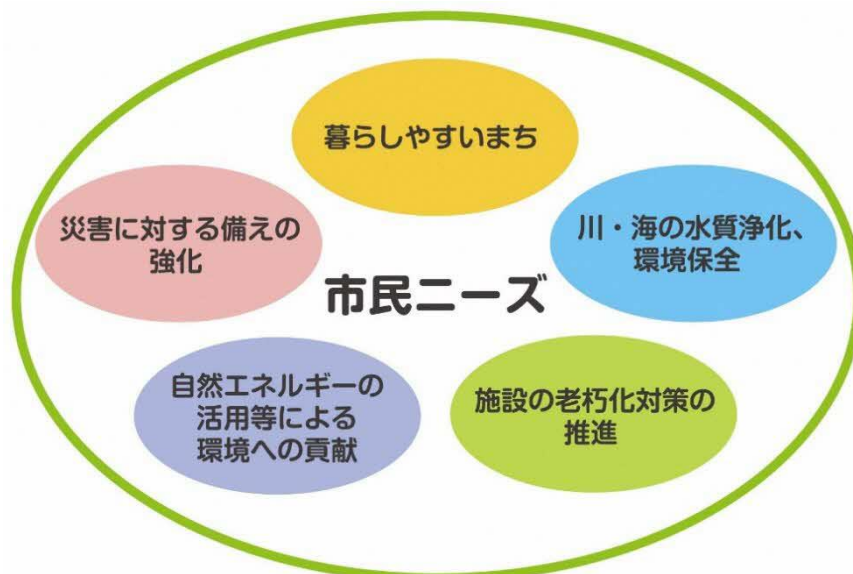 暮らしやすいまち
災害に対する備えの
強化
川・海の水質浄化、
環境保全
市民ニーズ
自然エネルギーの
活用等による
環境への貢献
施設の老朽化対策の
推進